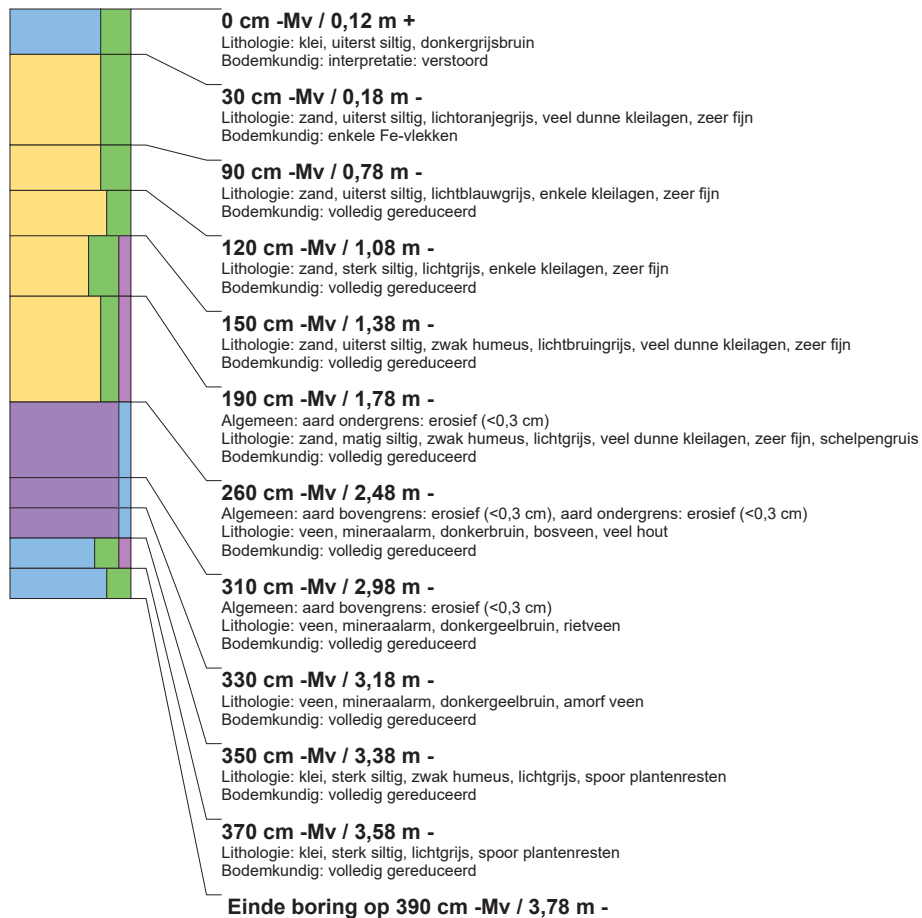 0 cm -Mv / 0,12 m +
Lithologie: klei, uiterst siltig, donkergrijsbruin
Bodemkundig: interpretatie: verstoord
30 cm -Mv / 0,18 m -
Lithologie: zand, uiterst siltig, lichtoranjegrijs, veel dunne kleilagen, zeer fijn
Bodemkundig: enkele Fe-vlekken
90 cm -Mv / 0,78 m -
Lithologie: zand, uiterst siltig, lichtblauwgrijs, enkele kleilagen, zeer fijn
Bodemkundig: volledig gereduceerd
120 cm -Mv / 1,08 m -
Lithologie: zand, sterk siltig, lichtgrijs, enkele kleilagen, zeer fijn
Bodemkundig: volledig gereduceerd
150 cm -Mv / 1,38 m -
Lithologie: zand, uiterst siltig, zwak humeus, lichtbruingrijs, veel dunne kleilagen, zeer fijn
Bodemkundig: volledig gereduceerd
190 cm -Mv / 1,78 m -
Algemeen: aard ondergrens: erosief (<0,3 cm)
Lithologie: zand, matig siltig, zwak humeus, lichtgrijs, veel dunne kleilagen, zeer fijn, schelpengruis
Bodemkundig: volledig gereduceerd
260 cm -Mv / 2,48 m -
Algemeen: aard bovengrens: erosief (<0,3 cm), aard ondergrens: erosief (<0,3 cm)
Lithologie: veen, mineraalarm, donkerbruin, bosveen, veel hout
Bodemkundig: volledig gereduceerd
310 cm -Mv / 2,98 m -
Algemeen: aard bovengrens: erosief (<0,3 cm)
Lithologie: veen, mineraalarm, donkergeelbruin, rietveen
Bodemkundig: volledig gereduceerd
330 cm -Mv / 3,18 m -
Lithologie: veen, mineraalarm, donkergeelbruin, amorf veen
Bodemkundig: volledig gereduceerd
350 cm -Mv / 3,38 m -
Lithologie: klei, sterk siltig, zwak humeus, lichtgrijs, spoor plantenresten
Bodemkundig: volledig gereduceerd
370 cm -Mv / 3,58 m -
Lithologie: klei, sterk siltig, lichtgrijs, spoor plantenresten
Bodemkundig: volledig gereduceerd
Einde boring op 390 cm -Mv / 3,78 m -